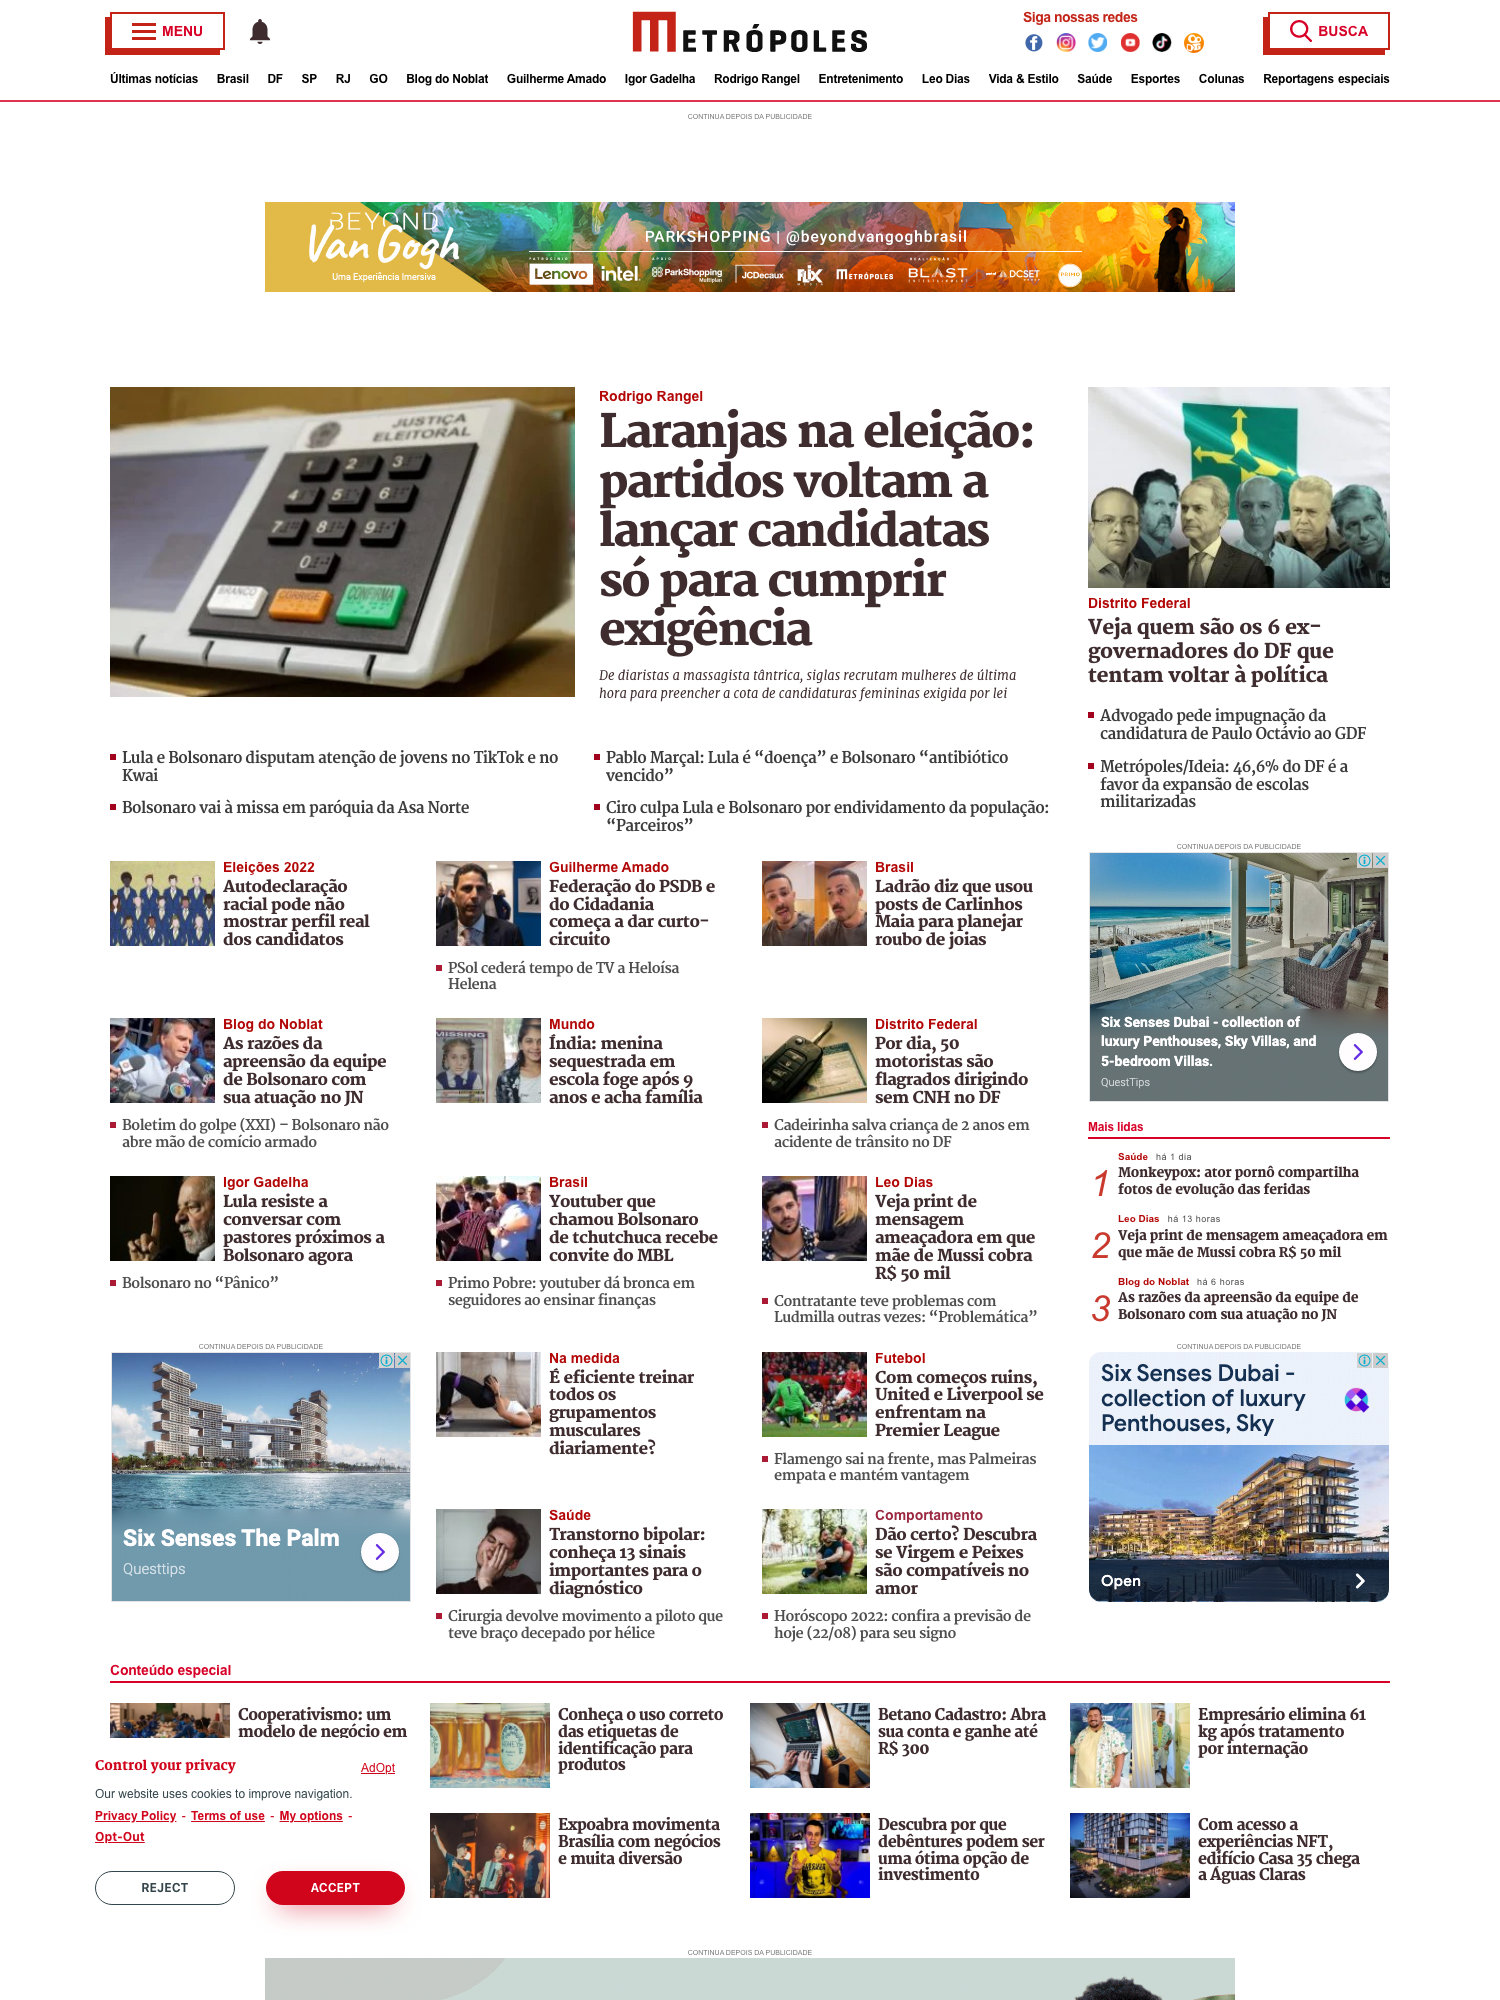 MENU
METRÓPOLES
Siga nossas redes
BUSCA
Últimas notícias Brasil DF SP RJ GO Blog do Noblat Guilherme Amado Igor Gadelha Rodrigo Rangel Entretenimento Leo Dias Vida & Estilo Saúde Esportes Colunas Reportagens especiais
CONTINUA DEPOIS DA PUBLICIDADE
BEYOND
Van Gogh
Uma Experiência Imersiva
PARKSHOPPING | @beyondvangoghbrasil
Lenovo intel ParkShopping JCDecaux METRÓPOLES BLAST DCSET PRIMO
JUSTIÇA
ELEITORAL
1 2 3
4 5 6
7 8 9
0
BRANCO CORRIGE CONFIRMA
Rodrigo Rangel
Laranjas na eleição:
partidos voltam a
lançar candidatas
só para cumprir
exigência
De diaristas a massagista tântrica, siglas recrutam mulheres de última
hora para preencher a cota de candidaturas femininas exigida por lei
Lula e Bolsonaro disputam atenção de jovens no TikTok e no
Kwai
Bolsonaro vai à missa em paróquia da Asa Norte
Pablo Marçal: Lula é “doença” e Bolsonaro “antibiótico
vencido”
Ciro culpa Lula e Bolsonaro por endividamento da população:
“Parceiros”
Distrito Federal
Veja quem são os 6 ex-
governadores do DF que
tentam voltar à política
Advogado pede impugnação da
candidatura de Paulo Octávio ao GDF
Metrópoles/Ideia: 46,6% do DF é a
favor da expansão de escolas
militarizadas
Eleições 2022
Autodeclaração
racial pode não
mostrar perfil real
dos candidatos
Guilherme Amado
Federação do PSDB e
do Cidadania
começa a dar curto-
circuito
PSol cederá tempo de TV a Heloísa
Helena
Brasil
Ladrão diz que usou
posts de Carlinhos
Maia para planejar
roubo de joias
Blog do Noblat
As razões da
apreensão da equipe
de Bolsonaro com
sua atuação no JN
Boletim do golpe (XXI) – Bolsonaro não
abre mão de comício armado
MISSING
Mundo
Índia: menina
sequestrada em
escola foge após 9
anos e acha família
Distrito Federal
Por dia, 50
motoristas são
flagrados dirigindo
sem CNH no DF
Cadeirinha salva criança de 2 anos em
acidente de trânsito no DF
Igor Gadelha
Lula resiste a
conversar com
pastores próximos a
Bolsonaro agora
Bolsonaro no “Pânico”
Brasil
Youtuber que
chamou Bolsonaro
de tchutchuca recebe
convite do MBL
Primo Pobre: youtuber dá bronca em
seguidores ao ensinar finanças
Leo Dias
Veja print de
mensagem
ameaçadora em que
mãe de Mussi cobra
R$ 50 mil
Contratante teve problemas com
Ludmilla outras vezes: “Problemática”
CONTINUA DEPOIS DA PUBLICIDADE
Six Senses Dubai - collection of
luxury Penthouses, Sky Villas, and
5-bedroom Villas.
QuestTips
Mais lidas
1
Saúde há 1 dia
Monkeypox: ator pornô compartilha
fotos de evolução das feridas
2
Leo Dias há 13 horas
Veja print de mensagem ameaçadora em
que mãe de Mussi cobra R$ 50 mil
3
Blog do Noblat há 6 horas
As razões da apreensão da equipe de
Bolsonaro com sua atuação no JN
CONTINUA DEPOIS DA PUBLICIDADE
Six Senses The Palm
Questtips
Na medida
É eficiente treinar
todos os
grupamentos
musculares
diariamente?
Futebol
Com começos ruins,
United e Liverpool se
enfrentam na
Premier League
Flamengo sai na frente, mas Palmeiras
empata e mantém vantagem
CONTINUA DEPOIS DA PUBLICIDADE
Six Senses Dubai -
collection of luxury
Penthouses, Sky
Open
Saúde
Transtorno bipolar:
conheça 13 sinais
importantes para o
diagnóstico
Cirurgia devolve movimento a piloto que
teve braço decepado por hélice
Comportamento
Dão certo? Descubra
se Virgem e Peixes
são compatíveis no
amor
Horóscopo 2022: confira a previsão de
hoje (22/08) para seu signo
Conteúdo especial
Cooperativismo: um
modelo de negócio em
Conheça o uso correto
das etiquetas de
identificação para
produtos
Betano Cadastro: Abra
sua conta e ganhe até
R$ 300
Empresário elimina 61
kg após tratamento
por internação
Control your privacy
AdOpt
Our website uses cookies to improve navigation.
Privacy Policy - Terms of use - My options -
Opt-Out
REJECT
ACCEPT
Expoabra movimenta
Brasília com negócios
e muita diversão
Descubra por que
debêntures podem ser
uma ótima opção de
investimento
Com acesso a
experiências NFT,
edifício Casa 35 chega
a Águas Claras
CONTINUA DEPOIS DA PUBLICIDADE